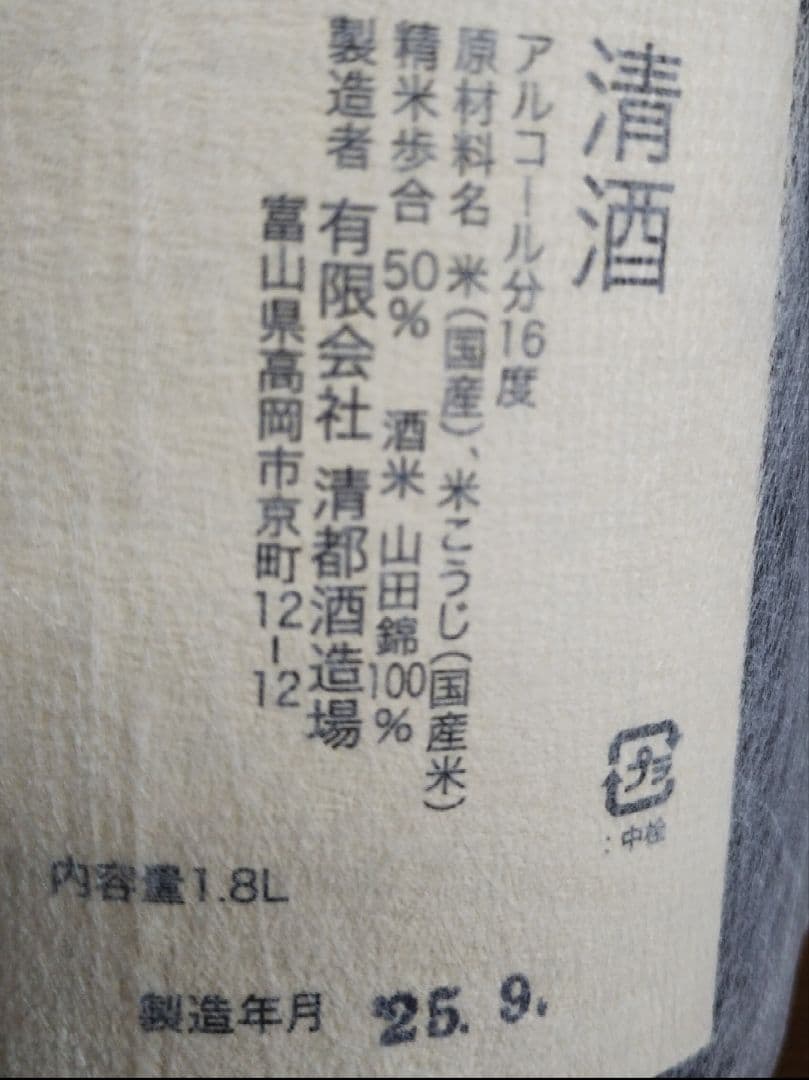 清酒
アルコール分16度
原材料名 米(国産)、米こうじ(国産米)
精米歩合 50% 酒米 山田錦100%
製造者 有限会社 清都酒造場
富山県高岡市京町12-12
プラ
:中栓
内容量1.8L
製造年月 '25. 9.